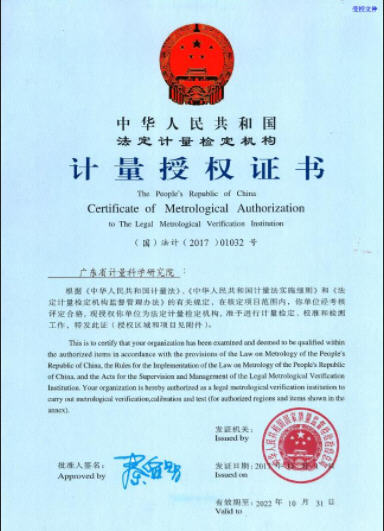 受控文件
中华人民共和国
法定计量检定机构
计量授权证书
The People's Republic of China
Certificate of Metrological Authorization
to The Legal Metrological Verification Institution
(国)法计(2017)01032 号
广东省计量科学研究院:
根据《中华人民共和国计量法》、《中华人民共和国计量法实施细则》和《法
定计量检定机构监督管理办法》的有关规定,在核定项目范围内,你单位经考核
评定合格,现授权你单位为法定计量检定机构,准予进行计量检定、校准和检测
工作,特发此证(授权区域和项目见附件)。
This is to certify that your organization has been examined and deemed to be qualified within
the authorized items in accordance with the provisions of the Law on Metrology of the People's
Republic of China, the Rules for the Implementation of the Law on Metrology of the People's Republic
of China, and the Acts for the Supervision and Management of the Legal Metrological Verification
Institution. Your organization is hereby authorized as a legal metrological verification institution to
carry out metrological verification,calibration and test (for authorized regions and items shown in the
annex).
发证机关:
Issued by
批准人签名:
Approved by
发证日期:
Issued on
有效期至: 2022 年 10 月 31 日
Valid to